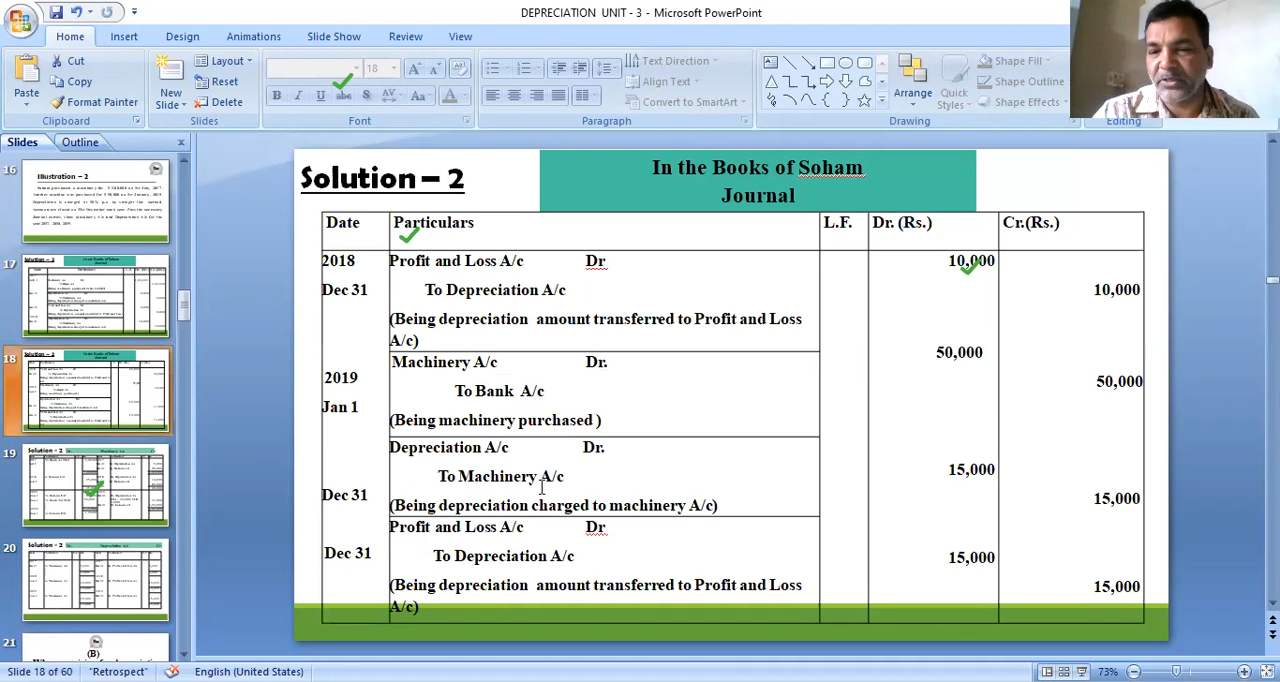 DEPRECIATION UNIT - 3 - Microsoft PowerPoint
Home Insert Design Animations Slide Show Review View
Paste
Cut
Copy
Format Painter
Clipboard
New Slide
Layout
Reset
Delete
Slides
18
B I U abc S AV Aa A
Font
Text Direction
Align Text
Convert to SmartArt
Paragraph
Arrange
Quick Styles
Shape Fill
Shape Outline
Shape Effects
Drawing
Editing
Slides Outline
16
Illustration – 2
17
18
19
20
21
(B)
Solution – 2
In the Books of Soham
Journal
Date Particulars L.F. Dr. (Rs.) Cr.(Rs.)
2018 Profit and Loss A/c Dr 10,000
Dec 31 To Depreciation A/c 10,000
(Being depreciation amount transferred to Profit and Loss
A/c)
Machinery A/c Dr. 50,000
2019
To Bank A/c 50,000
Jan 1
(Being machinery purchased )
Depreciation A/c Dr. 15,000
To Machinery A/c 15,000
Dec 31 (Being depreciation charged to machinery A/c)
Profit and Loss A/c Dr 15,000
Dec 31 To Depreciation A/c 15,000
(Being depreciation amount transferred to Profit and Loss
A/c)
Slide 18 of 60 "Retrospect" English (United States) 73%